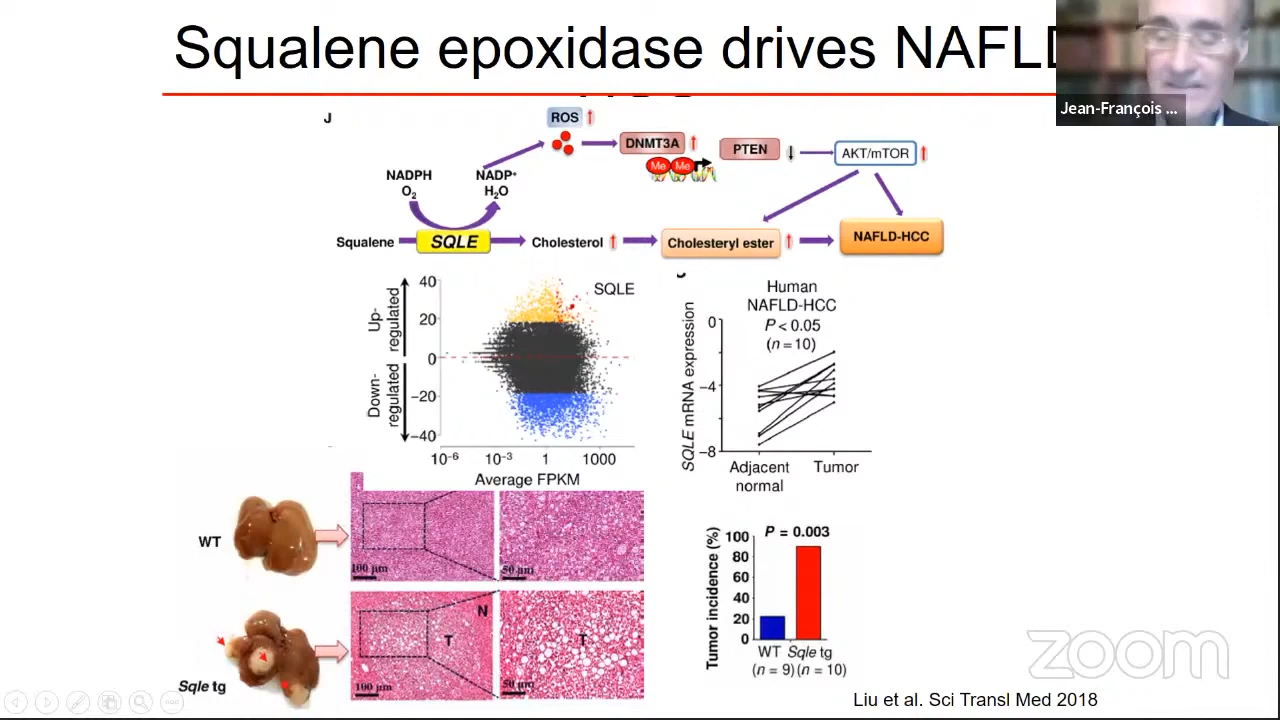 Squalene epoxidase drives NAFLD
Jean-François ...
J
ROS
DNMT3A
PTEN
AKT/mTOR
Me Me
NADPH
O2
NADP+
H2O
Squalene
SQLE
Cholesterol
Cholesteryl ester
NAFLD-HCC
Up-
regulated
Down-
regulated
40
20
0
−20
−40
SQLE
10-6
10-3
1
1000
Average FPKM
Human
NAFLD-HCC
P < 0.05
(n = 10)
SQLE mRNA expression
0
−4
−8
Adjacent
normal
Tumor
WT
100 µm
50 µm
Sqle tg
N
T
T
100 µm
50 µm
P = 0.003
Tumor incidence (%)
100
80
60
40
20
0
WT Sqle tg
(n = 9) (n = 10)
zoom
Liu et al. Sci Transl Med 2018